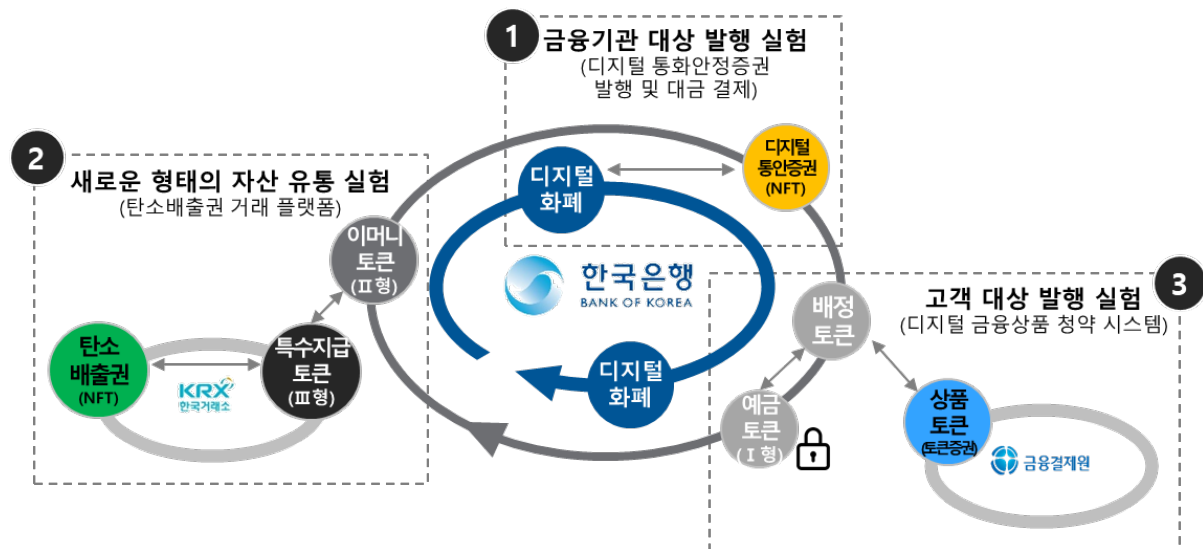 1
금융기관 대상 발행 실험
(디지털 통화안정증권
발행 및 대금 결제)
디지털
화폐
디지털
통안증권
(NFT)
2
새로운 형태의 자산 유통 실험
(탄소배출권 거래 플랫폼)
이머니
토큰
(Ⅱ형)
탄소
배출권
(NFT)
KRX
한국거래소
특수지급
토큰
(Ⅲ형)
한국은행
BANK OF KOREA
디지털
화폐
3
고객 대상 발행 실험
(디지털 금융상품 청약 시스템)
배정
토큰
예금
토큰
(Ⅰ형)
상품
토큰
(토큰증권)
금융결제원